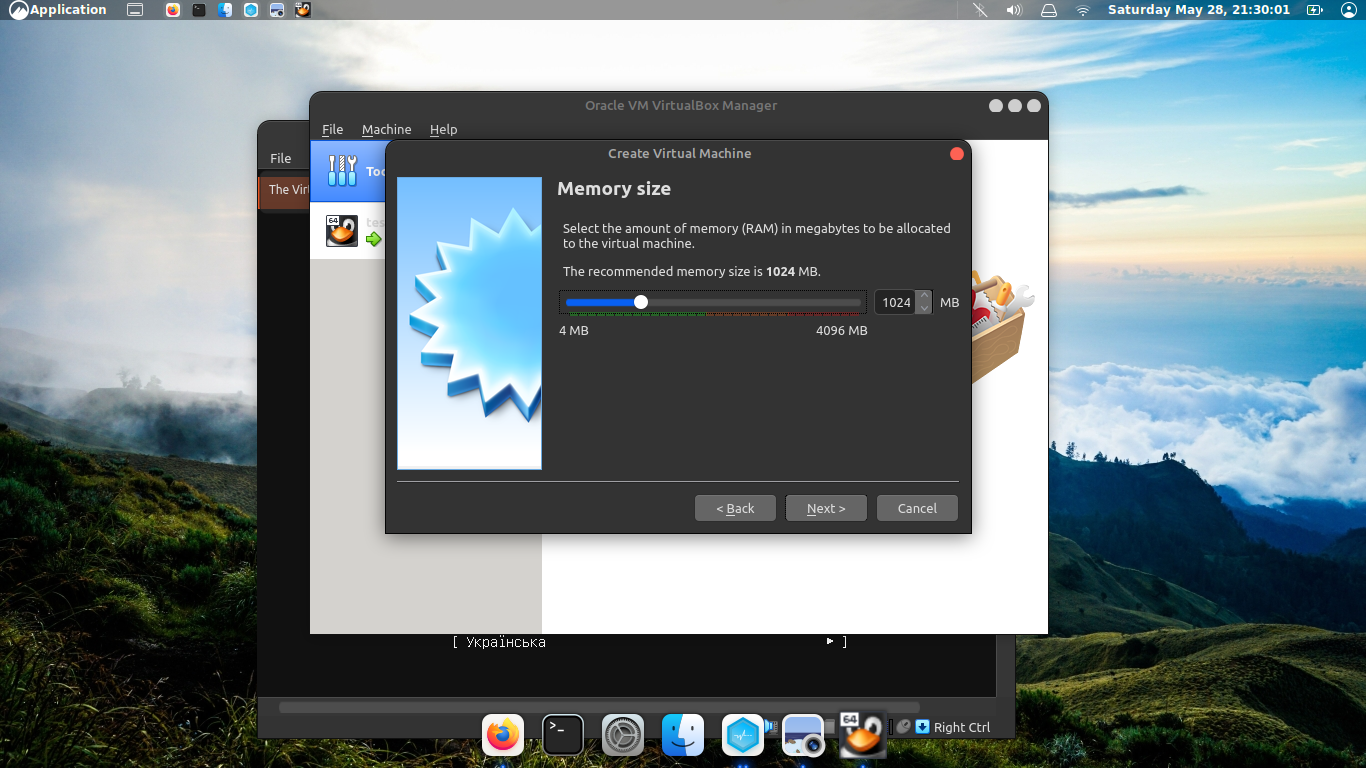 Application
Saturday May 28, 21:30:01
Oracle VM VirtualBox Manager
File Machine Help
File
The Virt
Too
64
tes
Create Virtual Machine
Memory size
Select the amount of memory (RAM) in megabytes to be allocated
to the virtual machine.
The recommended memory size is 1024 MB.
1024 MB
4 MB 4096 MB
< Back Next > Cancel
[ Українська ► ]
>_
64
Right Ctrl